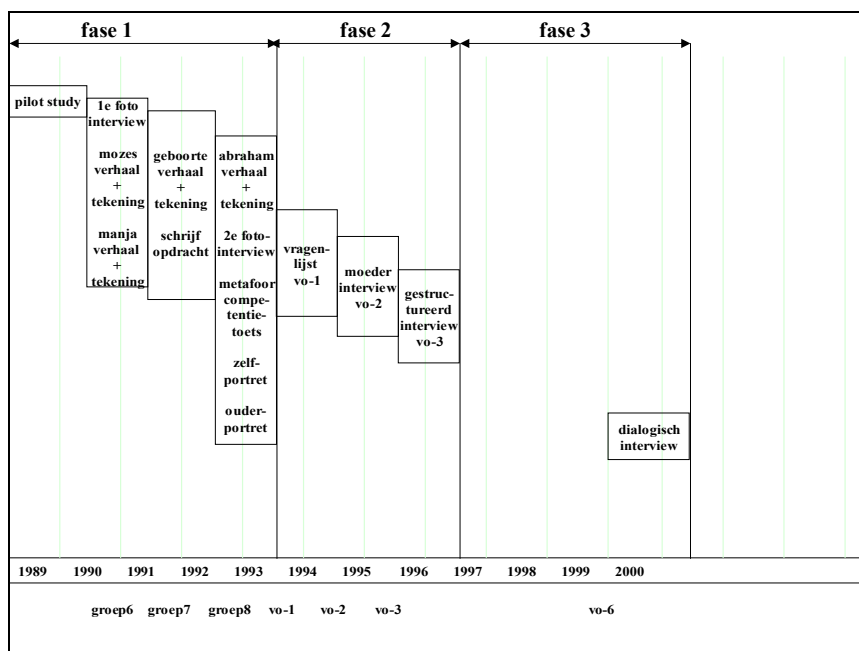 fase 1
fase 2
fase 3
pilot study
1e foto
interview
mozes
verhaal
+
tekening
manja
verhaal
+
tekening
geboorte
verhaal
+
tekening
schrijf
opdracht
abraham
verhaal
+
tekening
2e foto-
interview
metafoor
compe-
tentie-
toets
zelf-
portret
ouder-
portret
vragen-
lijst
vo-1
moeder
interview
vo-2
gestruc-
tureerd
interview
vo-3
dialogisch
interview
1989 1990 1991 1992 1993 1994 1995 1996 1997 1998 1999 2000
groep6 groep7 groep8 vo-1 vo-2 vo-3 vo-6